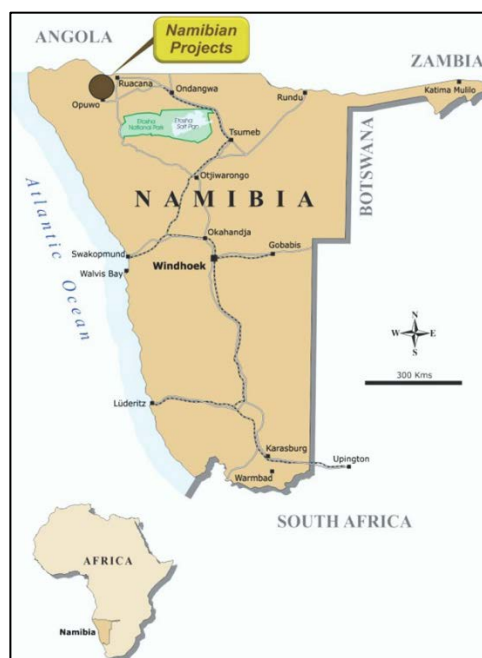 ANGOLA
Namibian
Projects
ZAMBIA
Ruacana
Ondangwa
Opuwo
Rundu
Katima Mulilo
Etosha
National Park
Etosha
Salt Pan
Tsumeb
Otjiwarongo
NAMIBIA
BOTSWANA
Atlantic Ocean
Okahandja
Swakopmund
Gobabis
Windhoek
Walvis Bay
N
W
E
S
300 Kms
Lüderitz
Karasburg
Upington
Warmbad
SOUTH AFRICA
AFRICA
Namibia